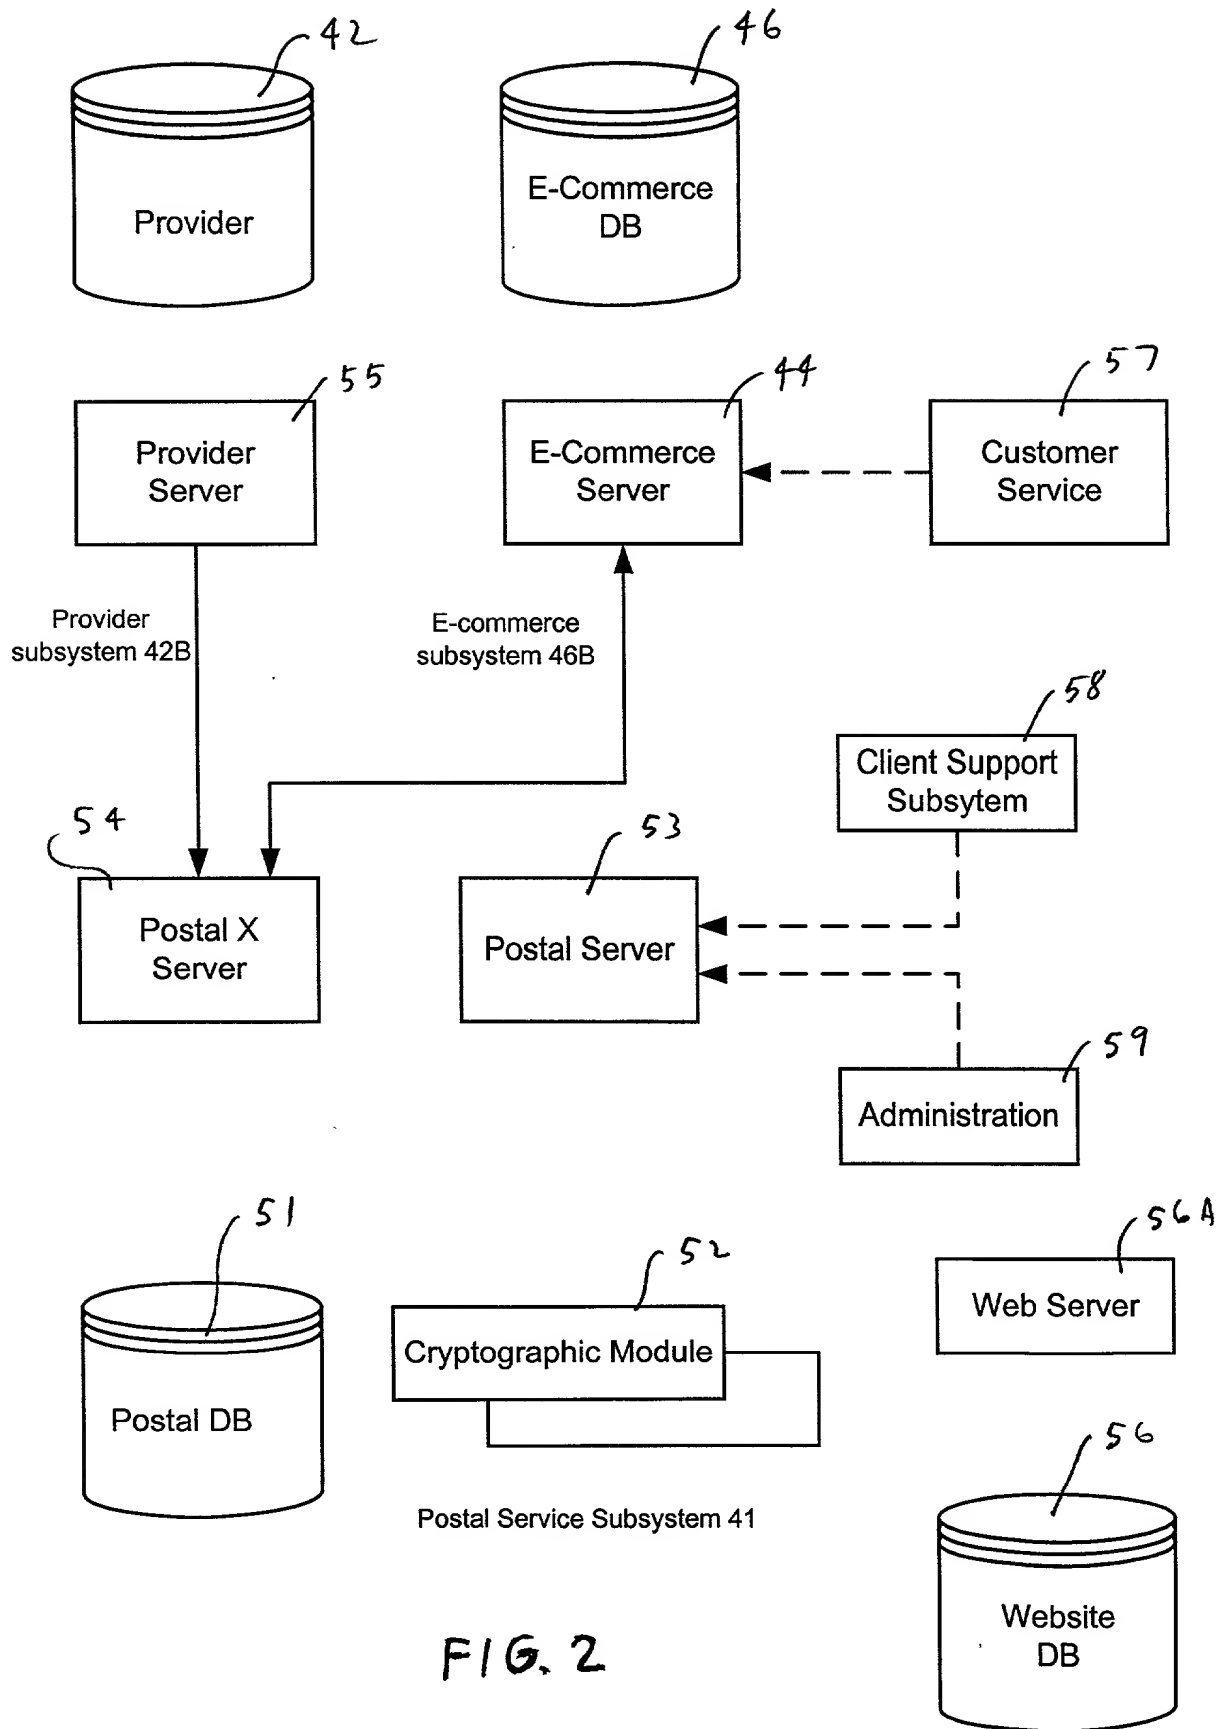 42
46
Provider
E-Commerce
DB
55
44
57
Provider
Server
E-Commerce
Server
Customer
Service
Provider
subsystem 42B
E-commerce
subsystem 46B
58
Client Support
Subsytem
54
53
Postal X
Server
Postal Server
59
Administration
51
52
56A
Web Server
Cryptographic Module
Postal DB
56
Postal Service Subsystem 41
Website
DB
FIG. 2